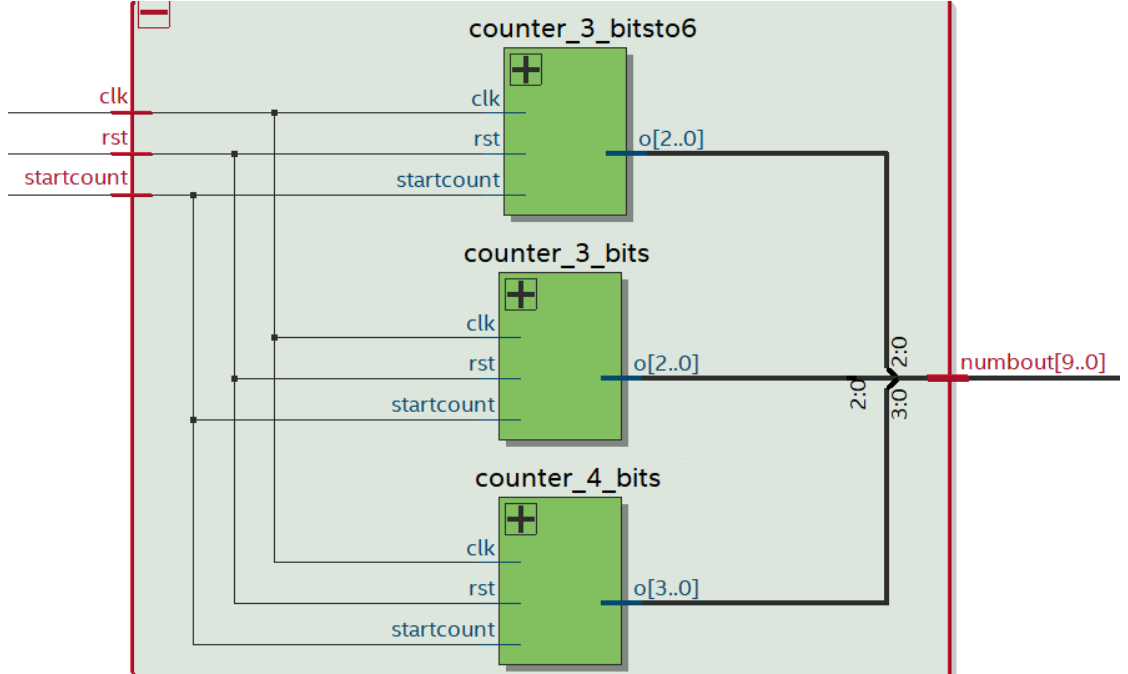 counter_3_bitsto6
clk
clk
rst
rst
o[2..0]
startcount
startcount
counter_3_bits
clk
rst
o[2..0]
startcount
2:0
2:0
3:0
numbout[9..0]
counter_4_bits
clk
rst
o[3..0]
startcount